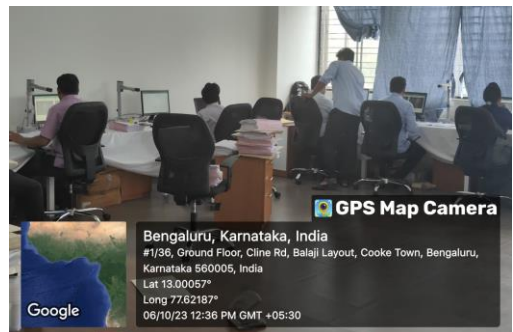 GPS Map Camera
Bengaluru, Karnataka, India
#1/36, Ground Floor, Cline Rd, Balaji Layout, Cooke Town, Bengaluru,
Karnataka 560005, India
Lat 13.00057°
Long 77.62187°
06/10/23 12:36 PM GMT +05:30
Google